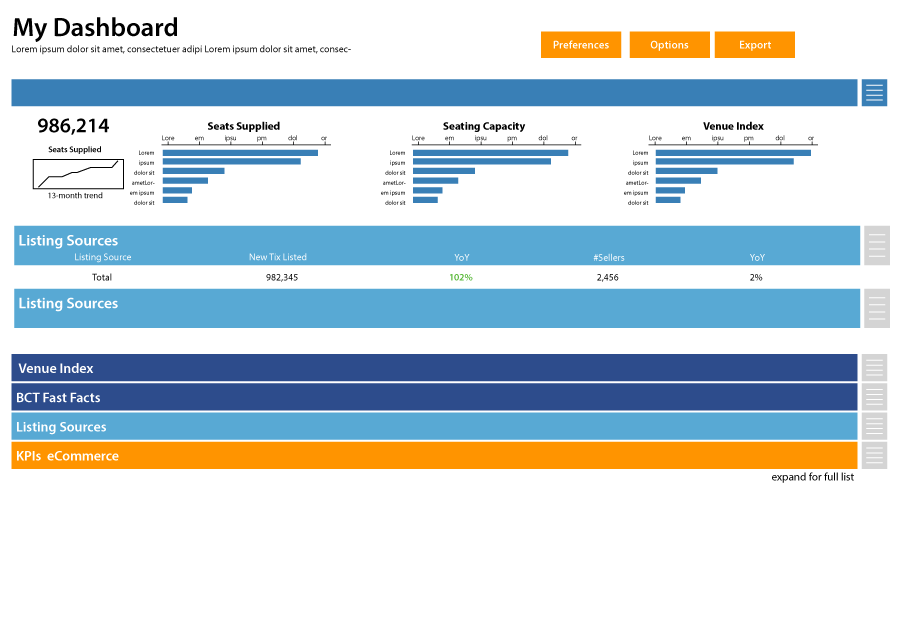 My Dashboard
Lorem ipsum dolor sit amet, consectetuer adipi Lorem ipsum dolor sit amet, consec-
Preferences Options Export
986,214
Seats Supplied
13-month trend
Seats Supplied
Lore em ipsu pm dol or
Lorem
ipsum
dolor sit
ametLor-
em ipsum
dolor sit
Seating Capacity
Lore em ipsu pm dol or
Lorem
ipsum
dolor sit
ametLor-
em ipsum
dolor sit
Venue Index
Lore em ipsu pm dol or
Lorem
ipsum
dolor sit
ametLor-
em ipsum
dolor sit
Listing Sources
Listing Source New Tix Listed YoY #Sellers YoY
Total 982,345 102% 2,456 2%
Listing Sources
Venue Index
BCT Fast Facts
Listing Sources
KPIs eCommerce
expand for full list